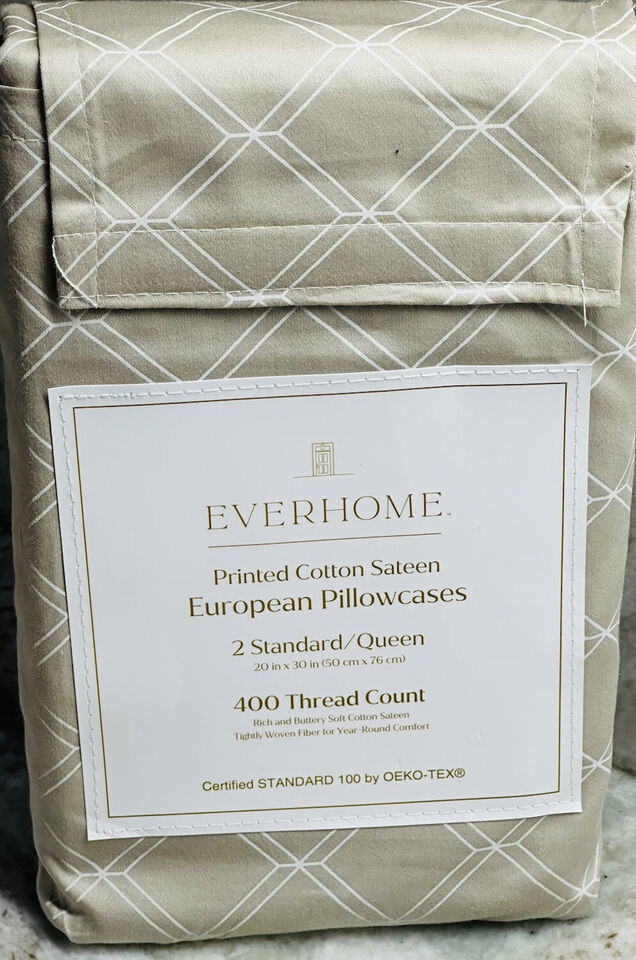 EVERHOME™
Printed Cotton Sateen
European Pillowcases
2 Standard/Queen
20 in x 30 in (50 cm x 76 cm)
400 Thread Count
Rich and Buttery Soft Cotton Sateen
Tightly Woven Fiber for Year-Round Comfort
Certified STANDARD 100 by OEKO-TEX®